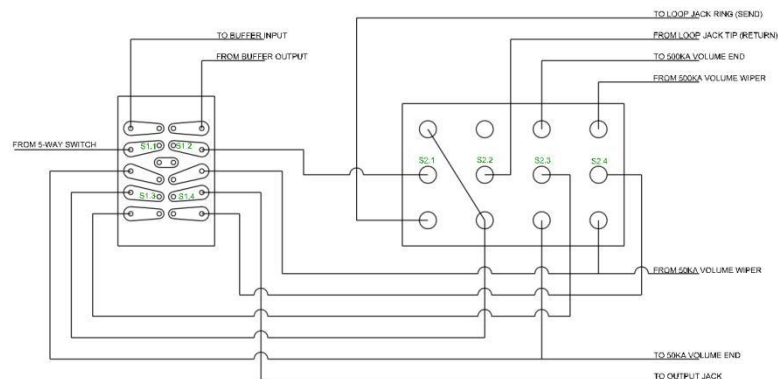 TO LOOP JACK RING (SEND)
TO BUFFER INPUT
FROM LOOP JACK TIP (RETURN)
FROM BUFFER OUTPUT
TO 500KA VOLUME END
FROM 500KA VOLUME WIPER
FROM 5-WAY SWITCH
S1.1
S1.2
S2.1
S2.2
S2.3
S2.4
S1.3
S1.4
FROM 50KA VOLUME WIPER
TO 50KA VOLUME END
TO OUTPUT JACK